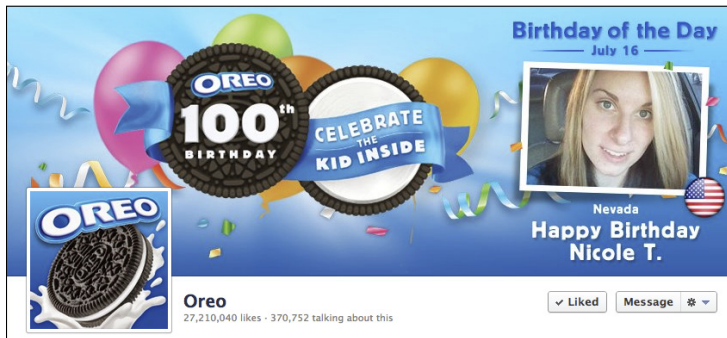 Birthday of the Day
July 16
OREO
100th
BIRTHDAY
CELEBRATE
THE
KID INSIDE
Nevada
Happy Birthday
Nicole T.
OREO
Oreo
27,210,040 likes · 370,752 talking about this
✓ Liked
Message